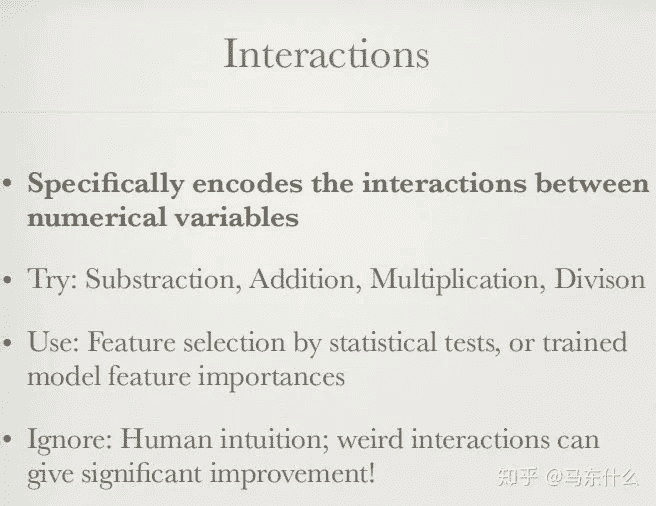 Interactions
• Specifically encodes the interactions between
numerical variables
• Try: Substraction, Addition, Multiplication, Divison
• Use: Feature selection by statistical tests, or trained
model feature importances
• Ignore: Human intuition; weird interactions can
give significant improvement!
知乎 @马东什么